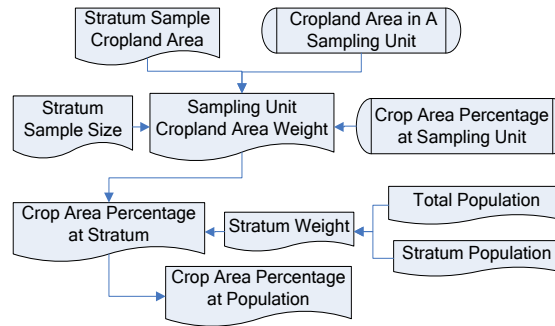 Stratum Sample
Cropland Area
Cropland Area in A
Sampling Unit
Stratum
Sample Size
Sampling Unit
Cropland Area Weight
Crop Area Percentage
at Sampling Unit
Crop Area Percentage
at Stratum
Stratum Weight
Total Population
Stratum Population
Crop Area Percentage
at Population